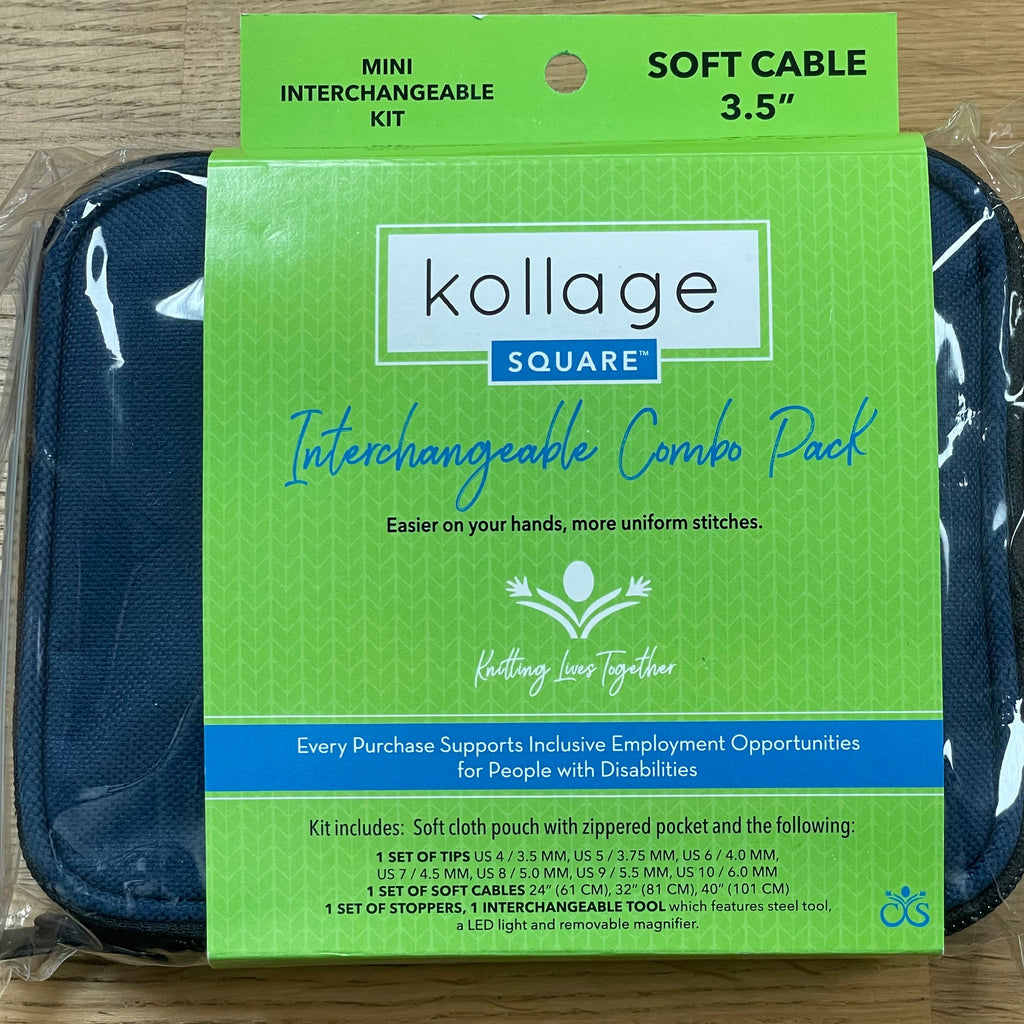 MINI
INTERCHANGEABLE
KIT
SOFT CABLE
3.5”
kollage
SQUARE™
Interchangeable Combo Pack
Easier on your hands, more uniform stitches.
Knitting Lives Together
Every Purchase Supports Inclusive Employment Opportunities
for People with Disabilities
Kit includes: Soft cloth pouch with zippered pocket and the following:
1 SET OF TIPS US 4 / 3.5 MM, US 5 / 3.75 MM, US 6 / 4.0 MM,
US 7 / 4.5 MM, US 8 / 5.0 MM, US 9 / 5.5 MM, US 10 / 6.0 MM
1 SET OF SOFT CABLES 24” (61 CM), 32” (81 CM), 40” (101 CM)
1 SET OF STOPPERS, 1 INTERCHANGEABLE TOOL which features steel tool,
a LED light and removable magnifier.